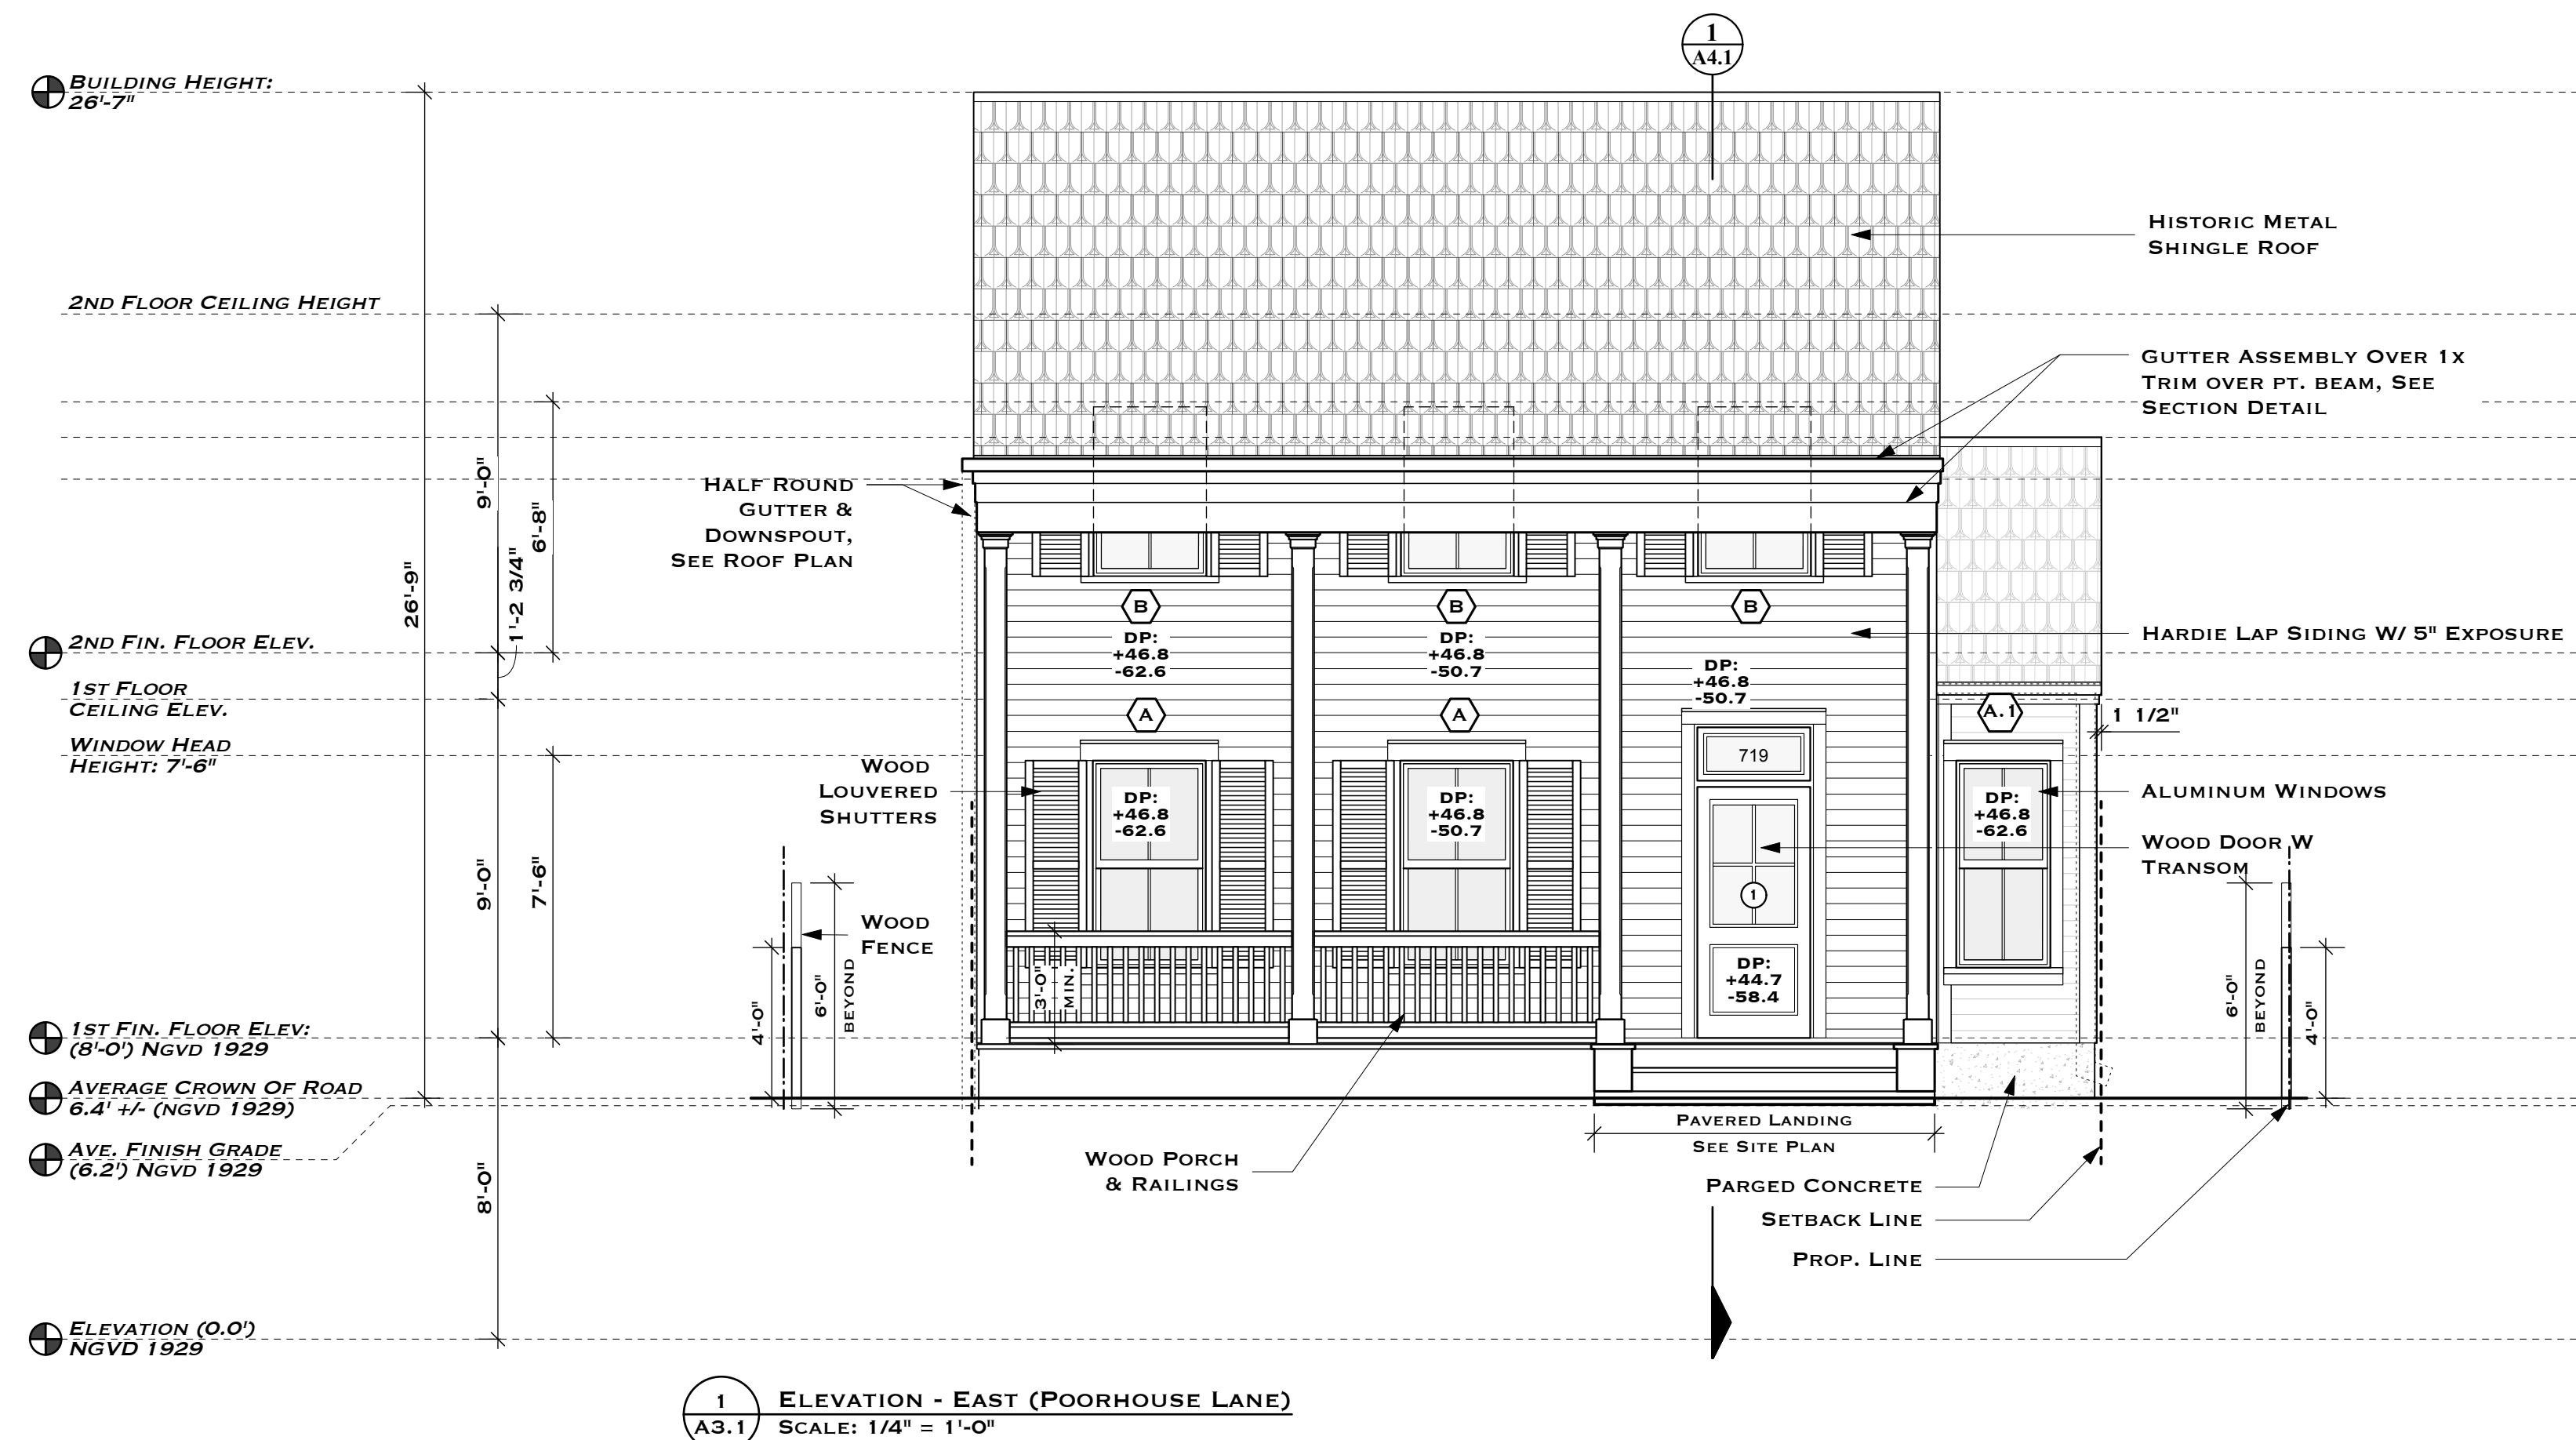 1
A4.1
Building Height:
26'-7"
Historic Metal
Shingle Roof
2nd Floor Ceiling Height
Gutter Assembly Over 1x
Trim over pt. beam, See
Section Detail
9'-0"
6'-8"
1'-2 3/4"
26'-9"
Half Round
Gutter &
Downspout,
See Roof Plan
B
DP:
+46.8
-62.6
B
DP:
+46.8
-50.7
B
DP:
+46.8
-50.7
Hardie Lap Siding W/ 5" Exposure
2nd Fin. Floor Elev.
1st Floor
Ceiling Elev.
Window Head
Height: 7'-6"
A
A
A.1
1 1/2"
Wood
Louvered
Shutters
DP:
+46.8
-62.6
DP:
+46.8
-50.7
719
DP:
+46.8
-62.6
Aluminum Windows
Wood Door W
Transom
9'-0"
7'-6"
Wood
Fence
1
4'-0"
6'-0"
Beyond
3'-0"
Min.
DP:
+44.7
-58.4
6'-0"
Beyond
4'-0"
1st Fin. Floor Elev:
(8'-0') Ngvd 1929
Average Crown Of Road
6.4' +/- (ngvd 1929)
Ave. Finish Grade
(6.2') Ngvd 1929
8'-0"
Pavered Landing
See Site Plan
Wood Porch
& Railings
Parged Concrete
Setback Line
Prop. Line
Elevation (0.0')
NGVD 1929
1
A3.1
Elevation - East (Poorhouse Lane)
Scale: 1/4" = 1'-0"